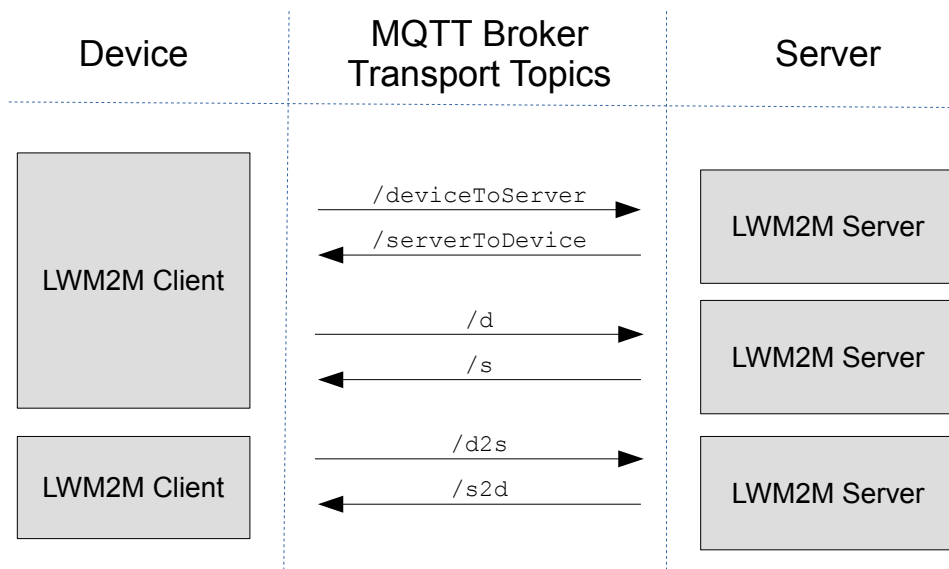 Device
MQTT Broker
Transport Topics
Server
LWM2M Client
/deviceToServer
/serverToDevice
LWM2M Server
/d
/s
LWM2M Server
LWM2M Client
/d2s
/s2d
LWM2M Server